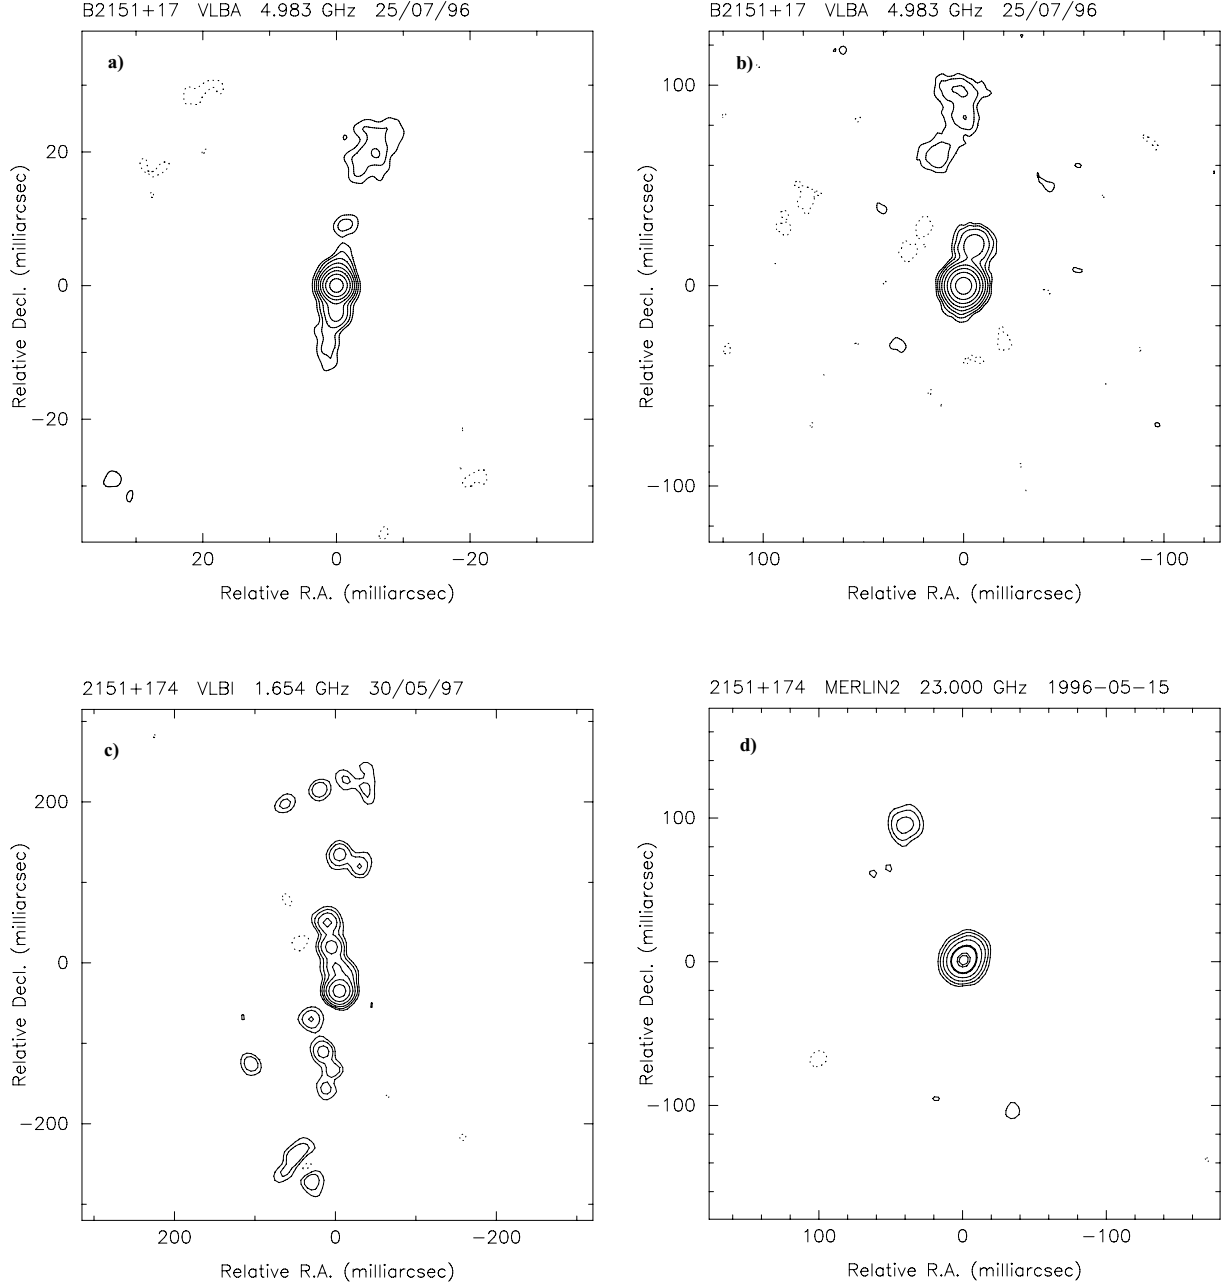 B2151+17 VLBA 4.983 GHz 25/07/96
a)
20
0
−20
20 0 −20
Relative Decl. (milliarcsec)
Relative R.A. (milliarcsec)
B2151+17 VLBA 4.983 GHz 25/07/96
b)
100
0
−100
100 0 −100
Relative Decl. (milliarcsec)
Relative R.A. (milliarcsec)
2151+174 VLBI 1.654 GHz 30/05/97
c)
200
0
−200
200 0 −200
Relative Decl. (milliarcsec)
Relative R.A. (milliarcsec)
2151+174 MERLIN2 23.000 GHz 1996−05−15
d)
100
0
−100
100 0 −100
Relative Decl. (milliarcsec)
Relative R.A. (milliarcsec)